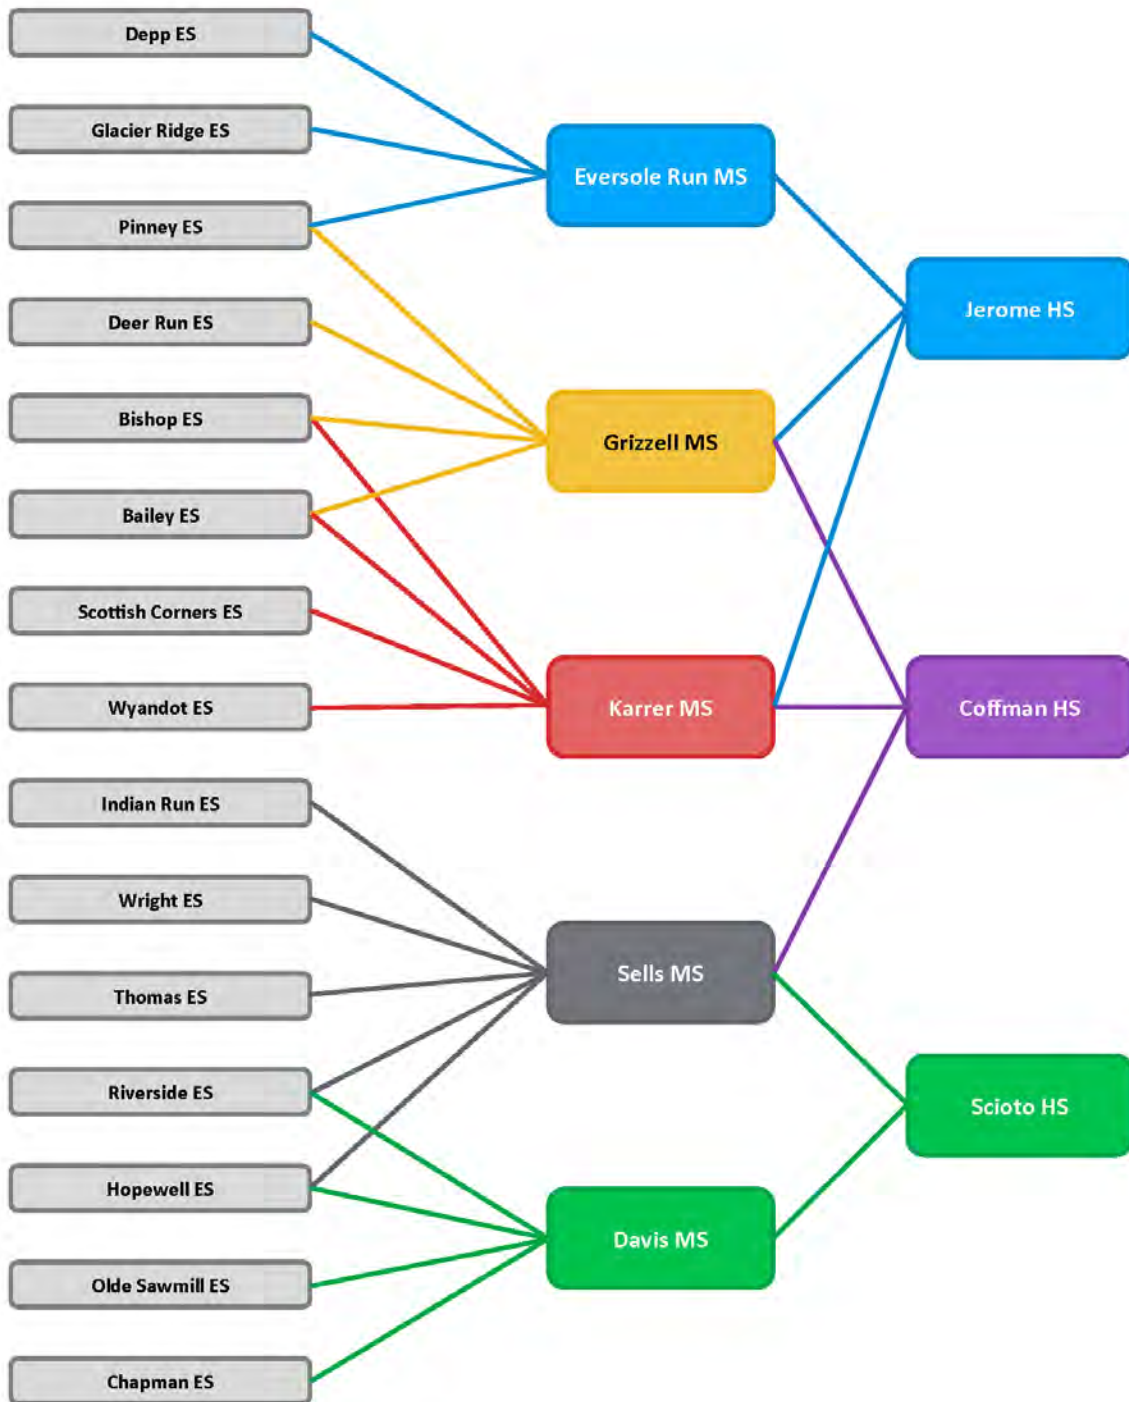 Depp ES
Glacier Ridge ES
Pinney ES
Deer Run ES
Bishop ES
Bailey ES
Scottish Corners ES
Wyandot ES
Indian Run ES
Wright ES
Thomas ES
Riverside ES
Hopewell ES
Olde Sawmill ES
Chapman ES
Eversole Run MS
Grizzell MS
Karrer MS
Sells MS
Davis MS
Jerome HS
Coffman HS
Scioto HS